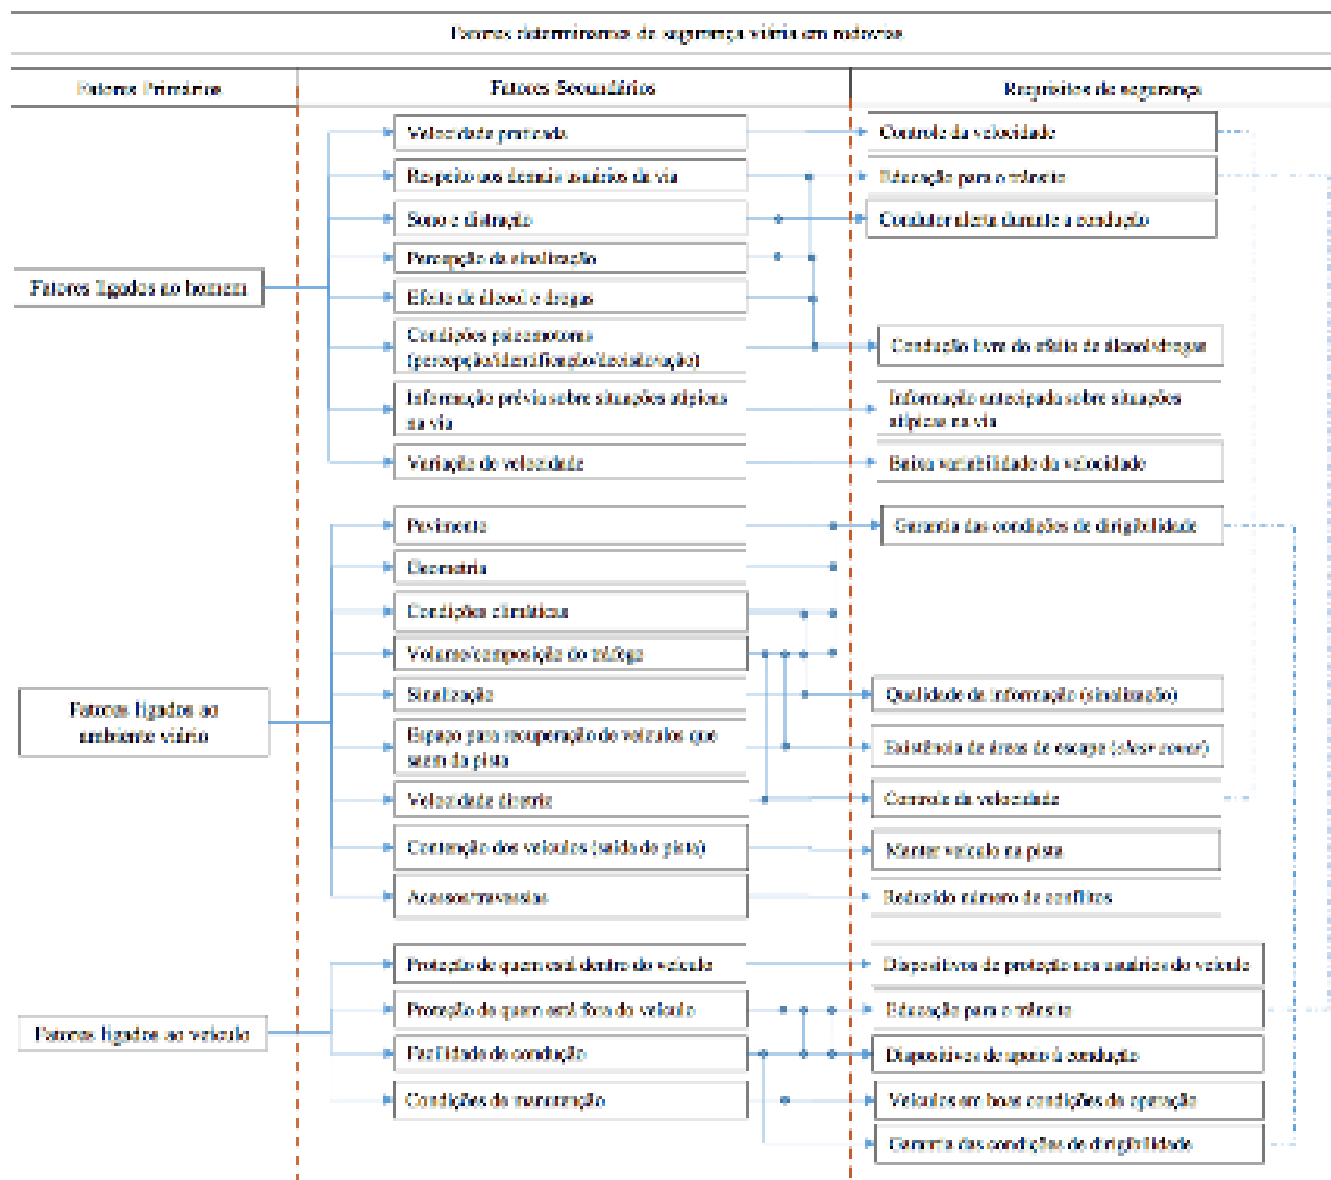 Fatores determinantes de segurança viária em rodovias
Fatores Primários
Fatores Secundários
Requisitos de segurança
Fatores ligados ao homem
Velocidade praticada
Respeito aos demais usuários da via
Sono e distração
Percepção da sinalização
Efeito de álcool e drogas
Condições psicomotoras
(percepção/identificação/decisão/ação)
Informação prévia sobre situações atípicas
na via
Variação de velocidade
Controle da velocidade
Educação para o trânsito
Condutor alerta durante a condução
Condução livre do efeito de álcool/drogas
Informação antecipada sobre situações
atípicas na via
Baixa variabilidade da velocidade
Fatores ligados ao
ambiente viário
Pavimento
Geometria
Condições climáticas
Volume/composição do tráfego
Sinalização
Espaço para recuperação de veículos que
saem da pista
Velocidade diretriz
Contenção dos veículos (saída de pista)
Acessos/travessias
Garantia das condições de dirigibilidade
Qualidade da informação (sinalização)
Existência de áreas de escape (clear zones)
Controle da velocidade
Manter veículo na pista
Reduzido número de conflitos
Fatores ligados ao veículo
Proteção de quem está dentro do veículo
Proteção de quem está fora do veículo
Facilidade de condução
Condições de manutenção
Dispositivos de proteção aos usuários do veículo
Educação para o trânsito
Dispositivos de apoio à condução
Veículos em boas condições de operação
Garantia das condições de dirigibilidade